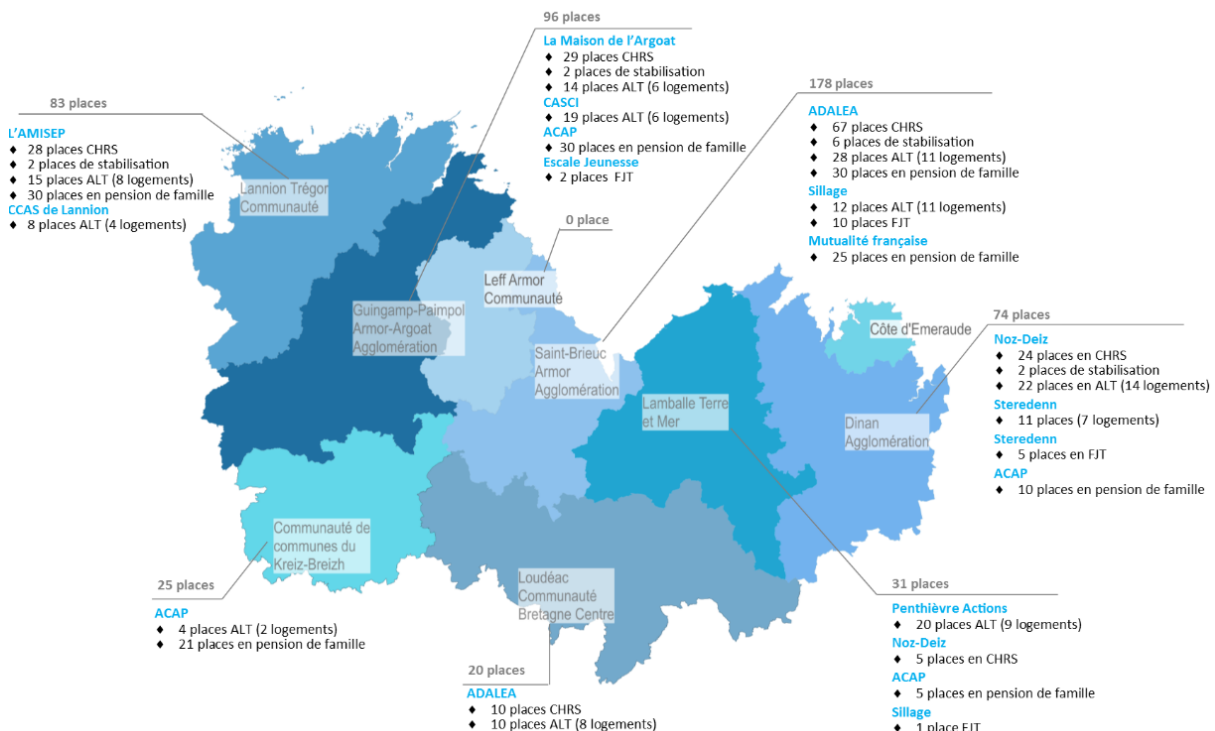 96 places
La Maison de l'Argoat
♦ 29 places CHRS
♦ 2 places de stabilisation
♦ 14 places ALT (6 logements)
CASCI
♦ 19 places ALT (6 logements)
ACAP
♦ 30 places en pension de famille
Escale Jeunesse
♦ 2 places FJT
83 places
L'AMISEP
♦ 28 places CHRS
♦ 2 places de stabilisation
♦ 15 places ALT (8 logements)
♦ 30 places en pension de famille
CCAS de Lannion
♦ 8 places ALT (4 logements)
178 places
ADALEA
♦ 67 places CHRS
♦ 6 places de stabilisation
♦ 28 places ALT (11 logements)
♦ 30 places en pension de famille
Sillage
♦ 12 places ALT (11 logements)
♦ 10 places FJT
Mutualité française
♦ 25 places en pension de famille
0 place
Lannion Trégor
Communauté
Leff Armor
Communauté
Guingamp-Paimpol
Armor-Argoat
Agglomération
Saint-Brieuc
Armor
Agglomération
Côte d'Emeraude
Lamballe Terre
et Mer
Dinan
Agglomération
74 places
Noz-Deiz
♦ 24 places en CHRS
♦ 2 places de stabilisation
♦ 22 places en ALT (14 logements)
Steredenn
♦ 11 places (7 logements)
Steredenn
♦ 5 places en FJT
ACAP
♦ 10 places en pension de famille
Communauté de
communes du
Kreiz-Breizh
Loudéac
Communauté
Bretagne Centre
25 places
ACAP
♦ 4 places ALT (2 logements)
♦ 21 places en pension de famille
20 places
ADALEA
♦ 10 places CHRS
♦ 10 places ALT (8 logements)
31 places
Penthièvre Actions
♦ 20 places ALT (9 logements)
Noz-Deiz
♦ 5 places en CHRS
ACAP
♦ 5 places en pension de famille
Sillage
♦ 1 place FJT